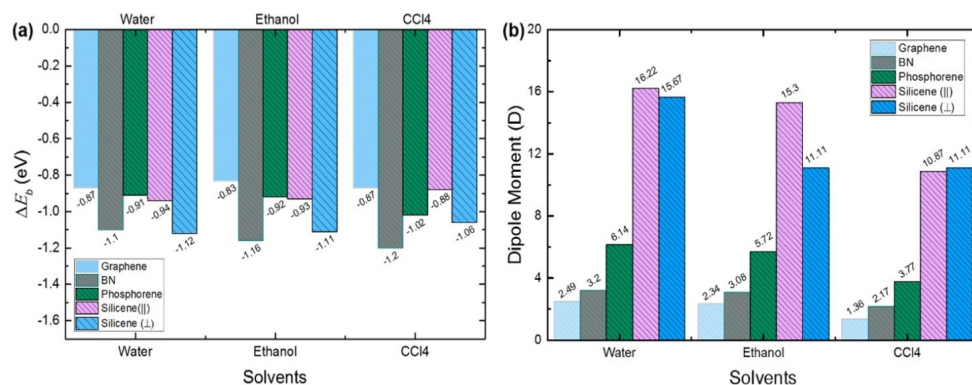 Water Ethanol CCl4
(a)
0.0
-0.2
-0.4
-0.6
-0.8
-1.0
-1.2
-1.4
-1.6
ΔE_b (eV)
-0.87 -1.1 -0.91 -0.94 -1.12
-0.83 -1.16 -0.92 -0.93 -1.11
-0.87 -1.2 -1.02 -0.88 -1.06
Graphene
BN
Phosphorene
Silicene(||)
Silicene (⊥)
Water Ethanol CCl4
Solvents
(b)
20
16
12
8
4
0
Dipole Moment (D)
2.49 3.2 6.14 16.22 15.67
2.34 3.08 5.72 15.3 11.11
1.36 2.17 3.77 10.87 11.11
Graphene
BN
Phosphorene
Silicene (||)
Silicene (⊥)
Water Ethanol CCl4
Solvents